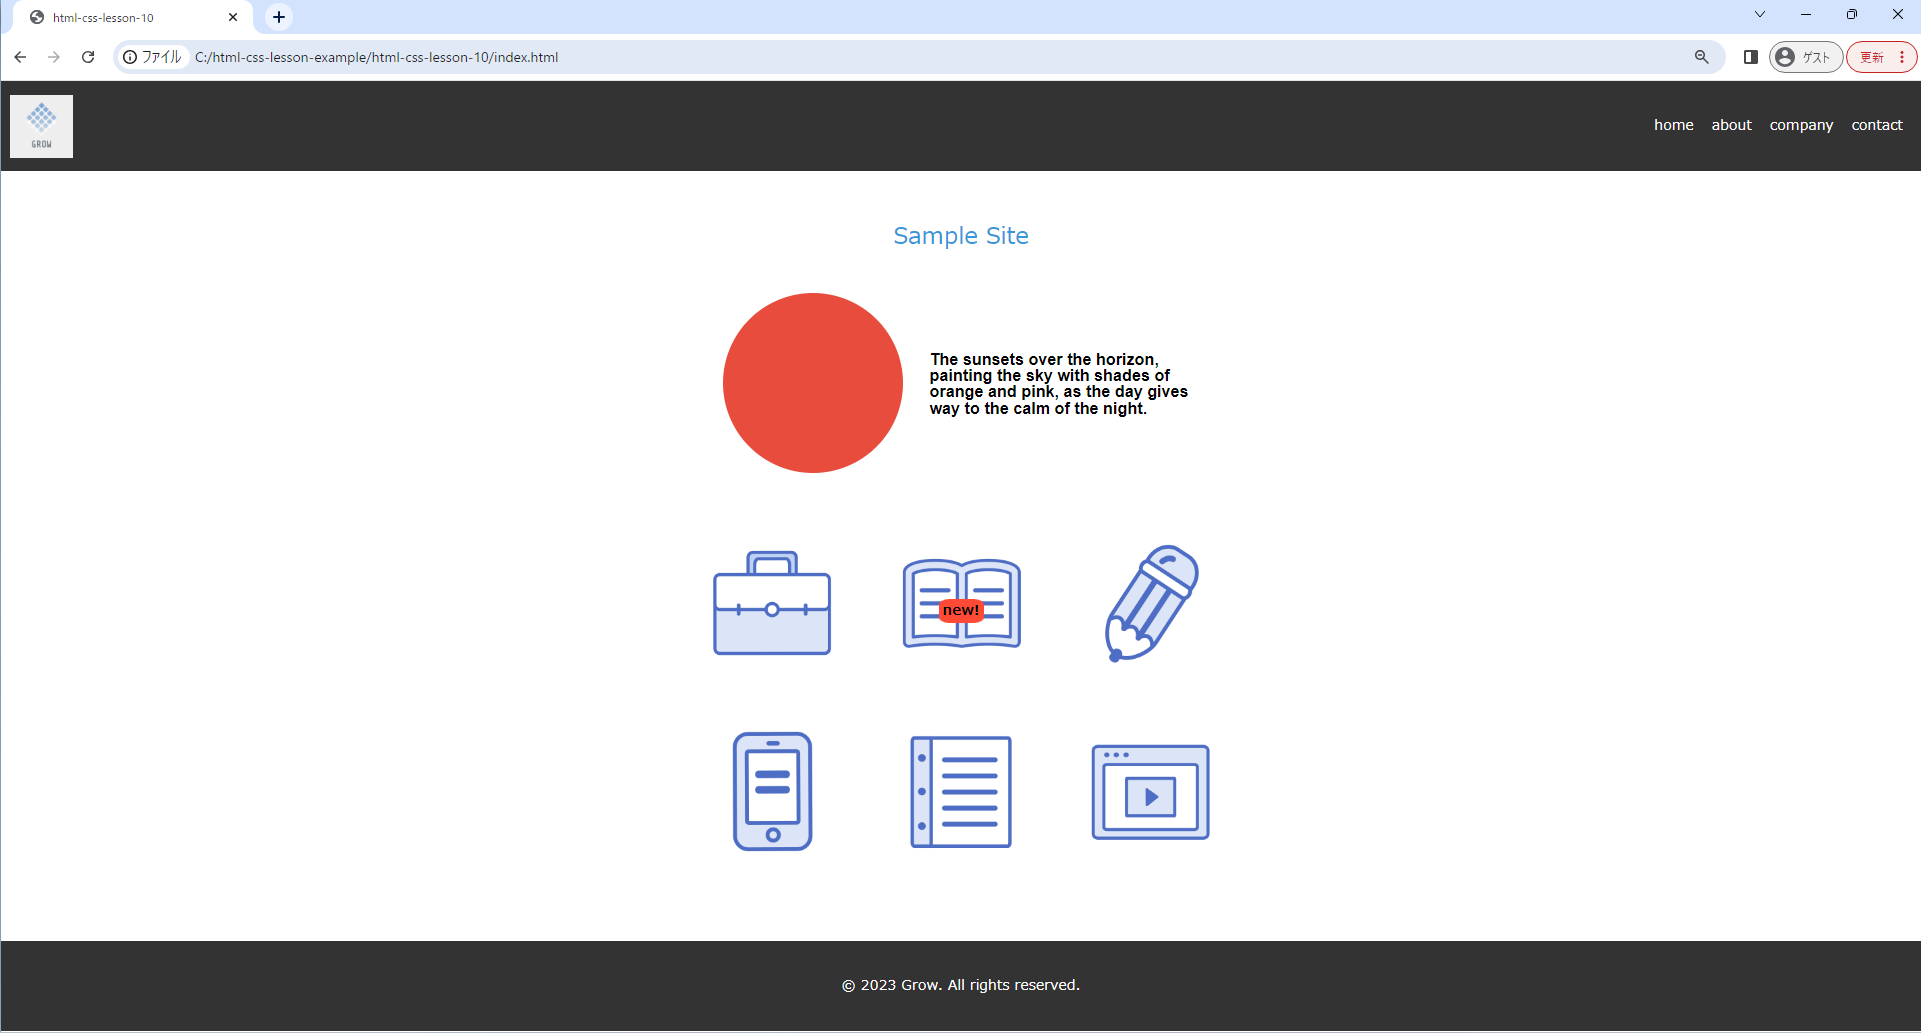 html-css-lesson-10
ファイル
C:/html-css-lesson-example/html-css-lesson-10/index.html
ゲスト
更新
GROW
home
about
company
contact
Sample Site
The sunsets over the horizon,
painting the sky with shades of
orange and pink, as the day gives
way to the calm of the night.
new!
© 2023 Grow. All rights reserved.